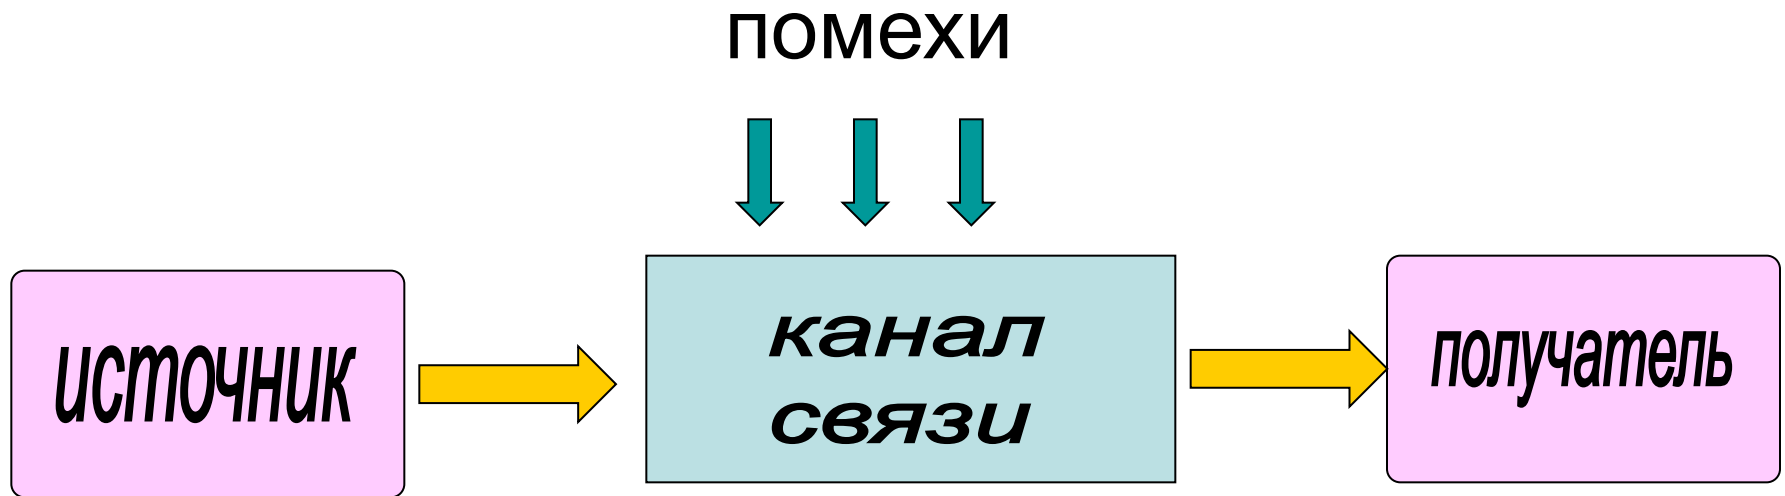 помехи
источник
канал
связи
получатель